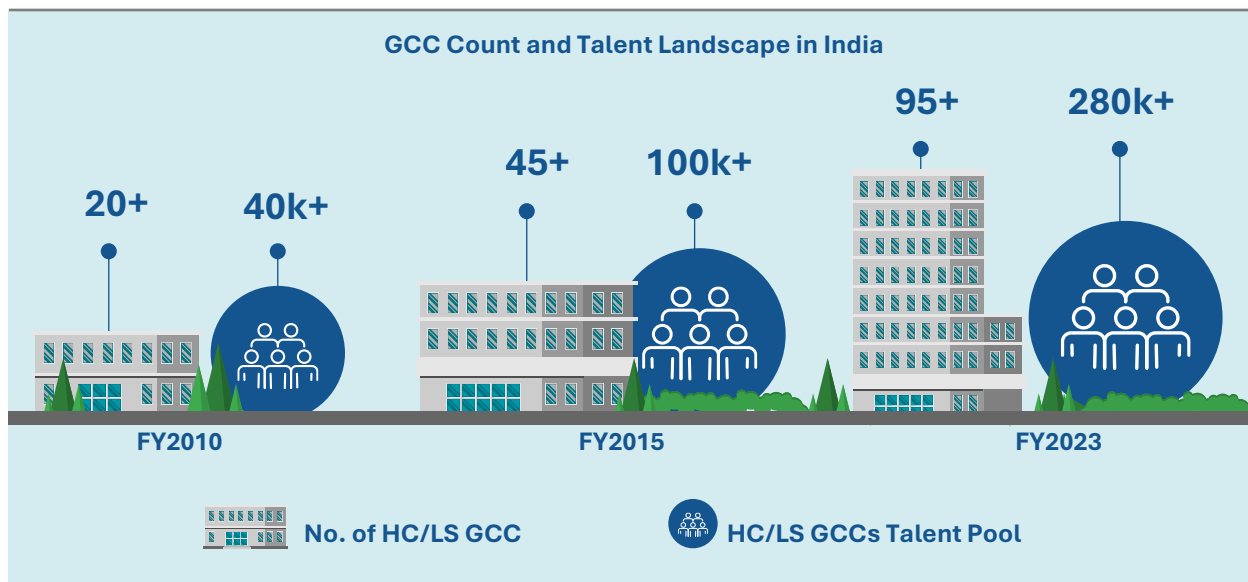 GCC Count and Talent Landscape in India
20+
40k+
45+
100k+
95+
280k+
FY2010
FY2015
FY2023
No. of HC/LS GCC
HC/LS GCCs Talent Pool